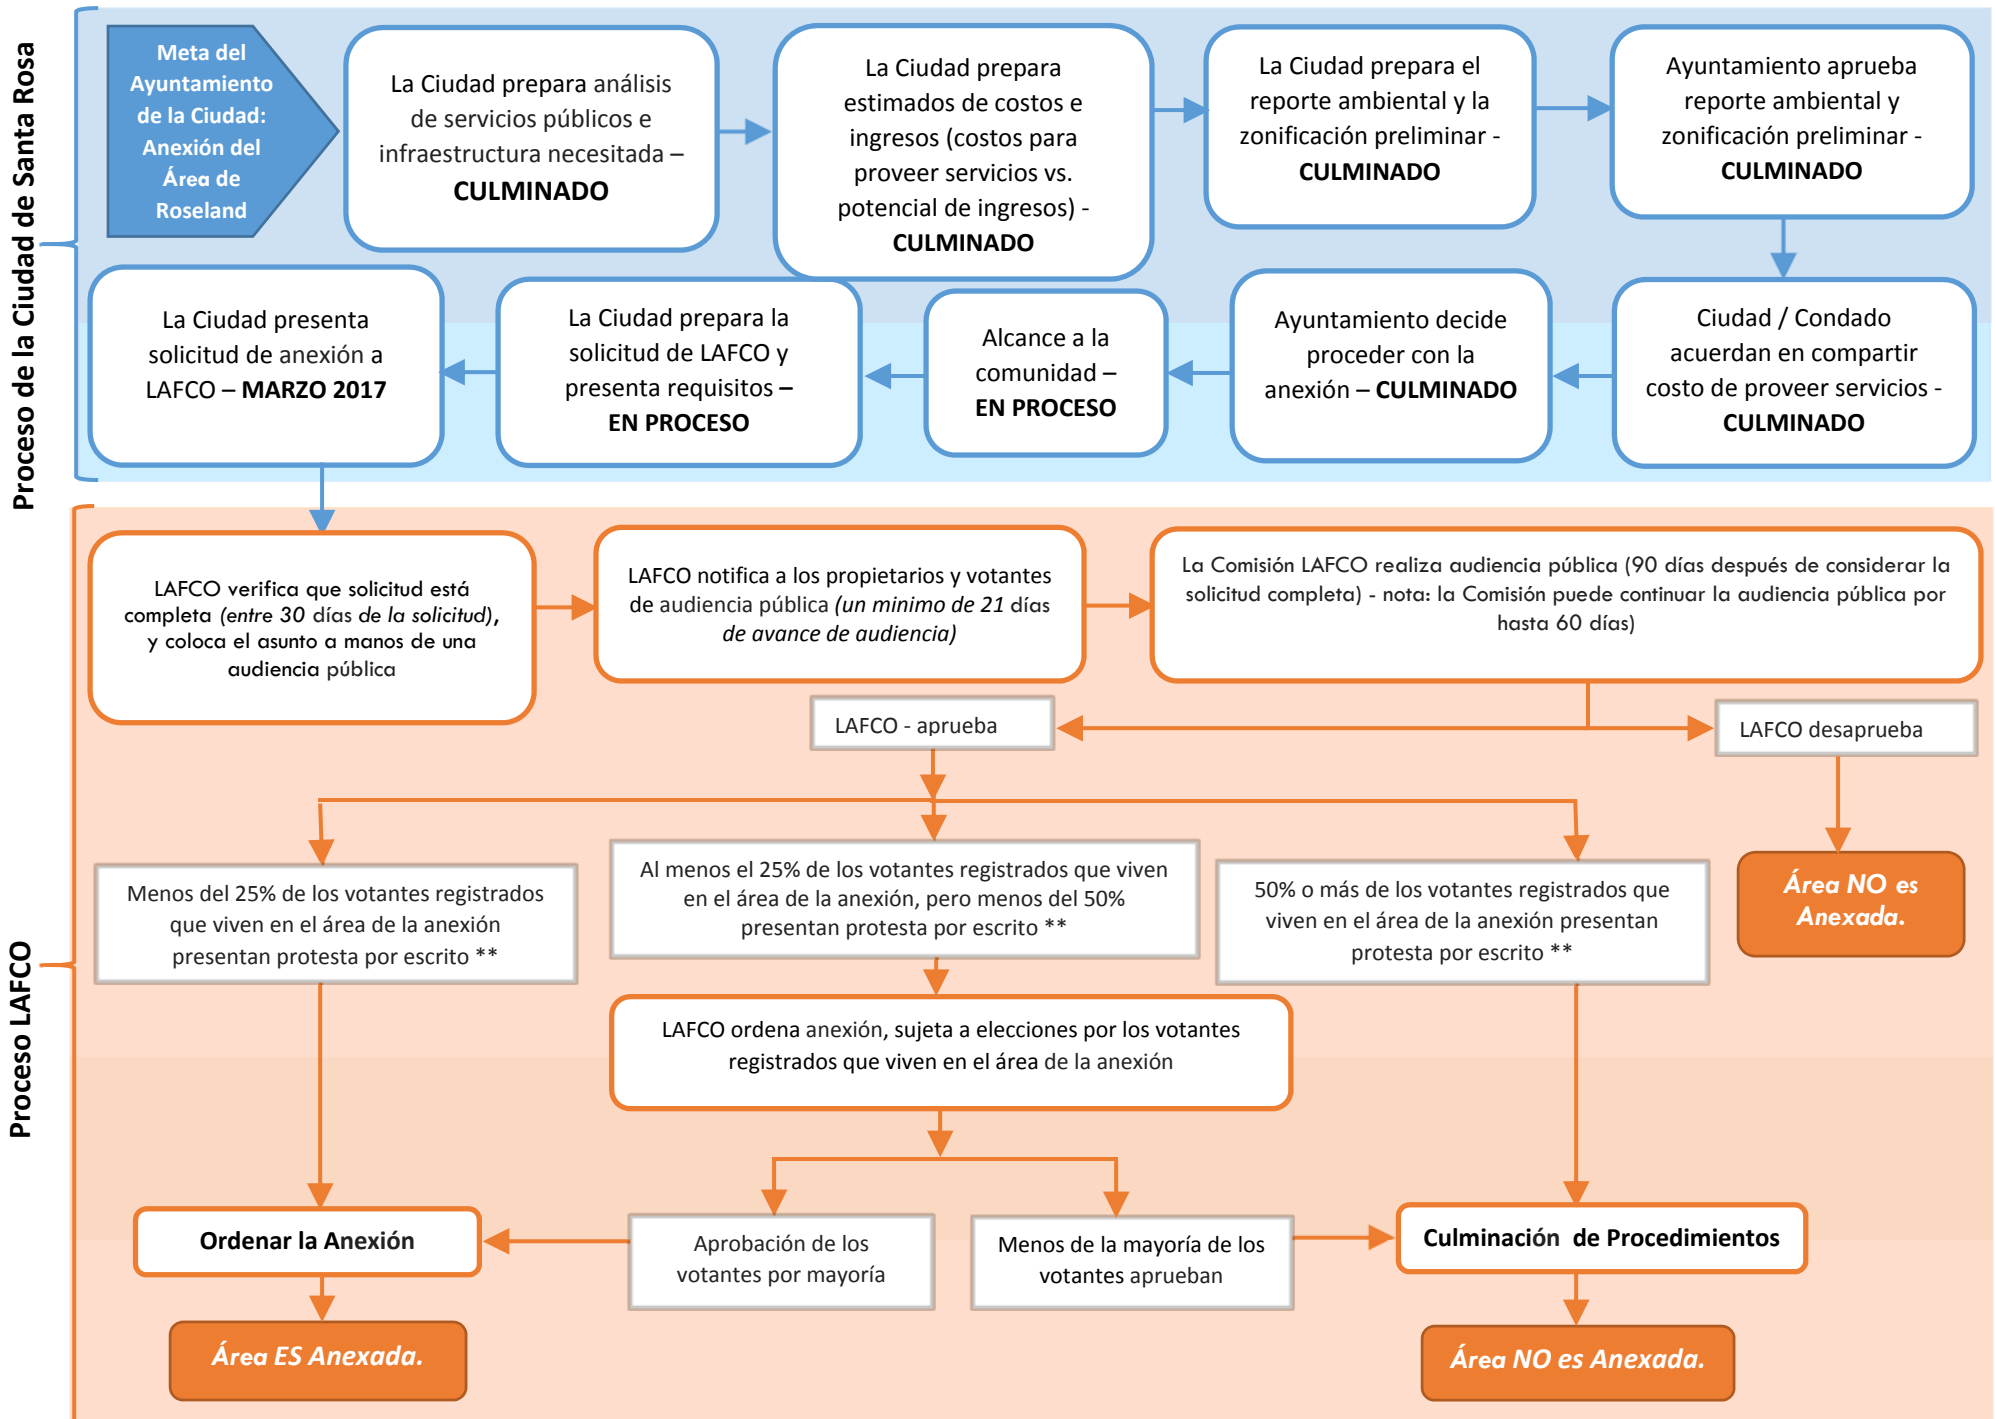 Proceso de la Ciudad de Santa Rosa
Meta del
Ayuntamiento
de la Ciudad:
Anexión del
Área de
Roseland
La Ciudad prepara análisis
de servicios públicos e
infraestructura necesitada –
CULMINADO
La Ciudad prepara
estimados de costos e
ingresos (costos para
proveer servicios vs.
potencial de ingresos) -
CULMINADO
La Ciudad prepara el
reporte ambiental y la
zonificación preliminar -
CULMINADO
Ayuntamiento aprueba
reporte ambiental y
zonificación preliminar -
CULMINADO
Ciudad / Condado
acuerdan en compartir
costo de proveer servicios -
CULMINADO
Ayuntamiento decide
proceder con la
anexión – CULMINADO
Alcance a la
comunidad –
EN PROCESO
La Ciudad prepara la
solicitud de LAFCO y
presenta requisitos –
EN PROCESO
La Ciudad presenta
solicitud de anexión a
LAFCO – MARZO 2017
Proceso LAFCO
LAFCO verifica que solicitud está
completa (entre 30 días de la solicitud),
y coloca el asunto a manos de una
audiencia pública
LAFCO notifica a los propietarios y votantes
de audiencia pública (un minimo de 21 días
de avance de audiencia)
La Comisión LAFCO realiza audiencia pública (90 días después de considerar la
solicitud completa) - nota: la Comisión puede continuar la audiencia pública por
hasta 60 días)
LAFCO - aprueba
LAFCO desaprueba
Menos del 25% de los votantes registrados
que viven en el área de la anexión
presentan protesta por escrito **
Al menos el 25% de los votantes registrados que viven
en el área de la anexión, pero menos del 50%
presentan protesta por escrito **
50% o más de los votantes registrados que
viven en el área de la anexión presentan
protesta por escrito **
Área NO es
Anexada.
LAFCO ordena anexión, sujeta a elecciones por los votantes
registrados que viven en el área de la anexión
Ordenar la Anexión
Aprobación de los
votantes por mayoría
Menos de la mayoría de los
votantes aprueban
Culminación de Procedimientos
Área ES Anexada.
Área NO es Anexada.